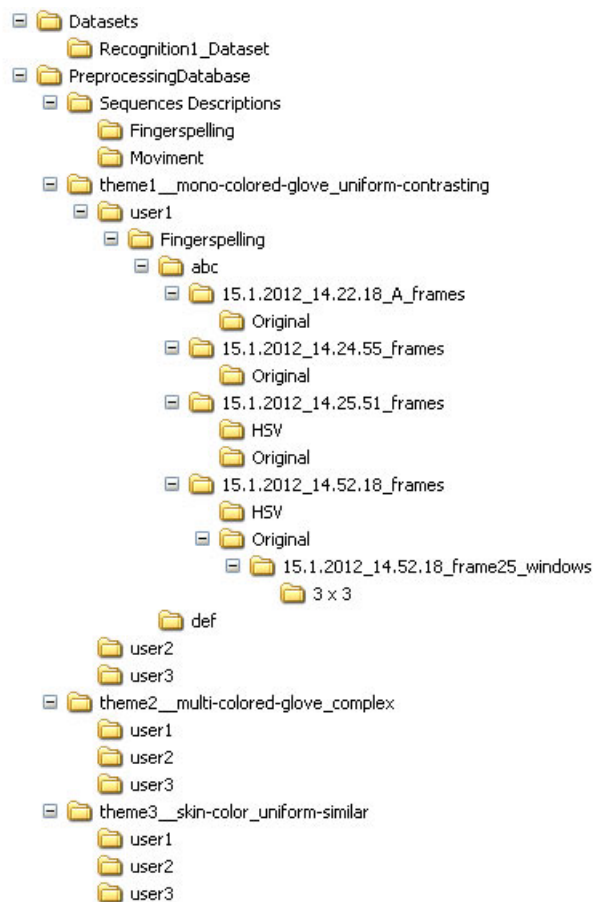 Datasets
Recognition1_Dataset
PreprocessingDatabase
Sequences Descriptions
Fingerspelling
Moviment
theme1__mono-colored-glove_uniform-contrasting
user1
Fingerspelling
abc
15.1.2012_14.22.18_A_frames
Original
15.1.2012_14.24.55_frames
Original
15.1.2012_14.25.51_frames
HSV
Original
15.1.2012_14.52.18_frames
HSV
Original
15.1.2012_14.52.18_frame25_windows
3 x 3
def
user2
user3
theme2__multi-colored-glove_complex
user1
user2
user3
theme3__skin-color_uniform-similar
user1
user2
user3